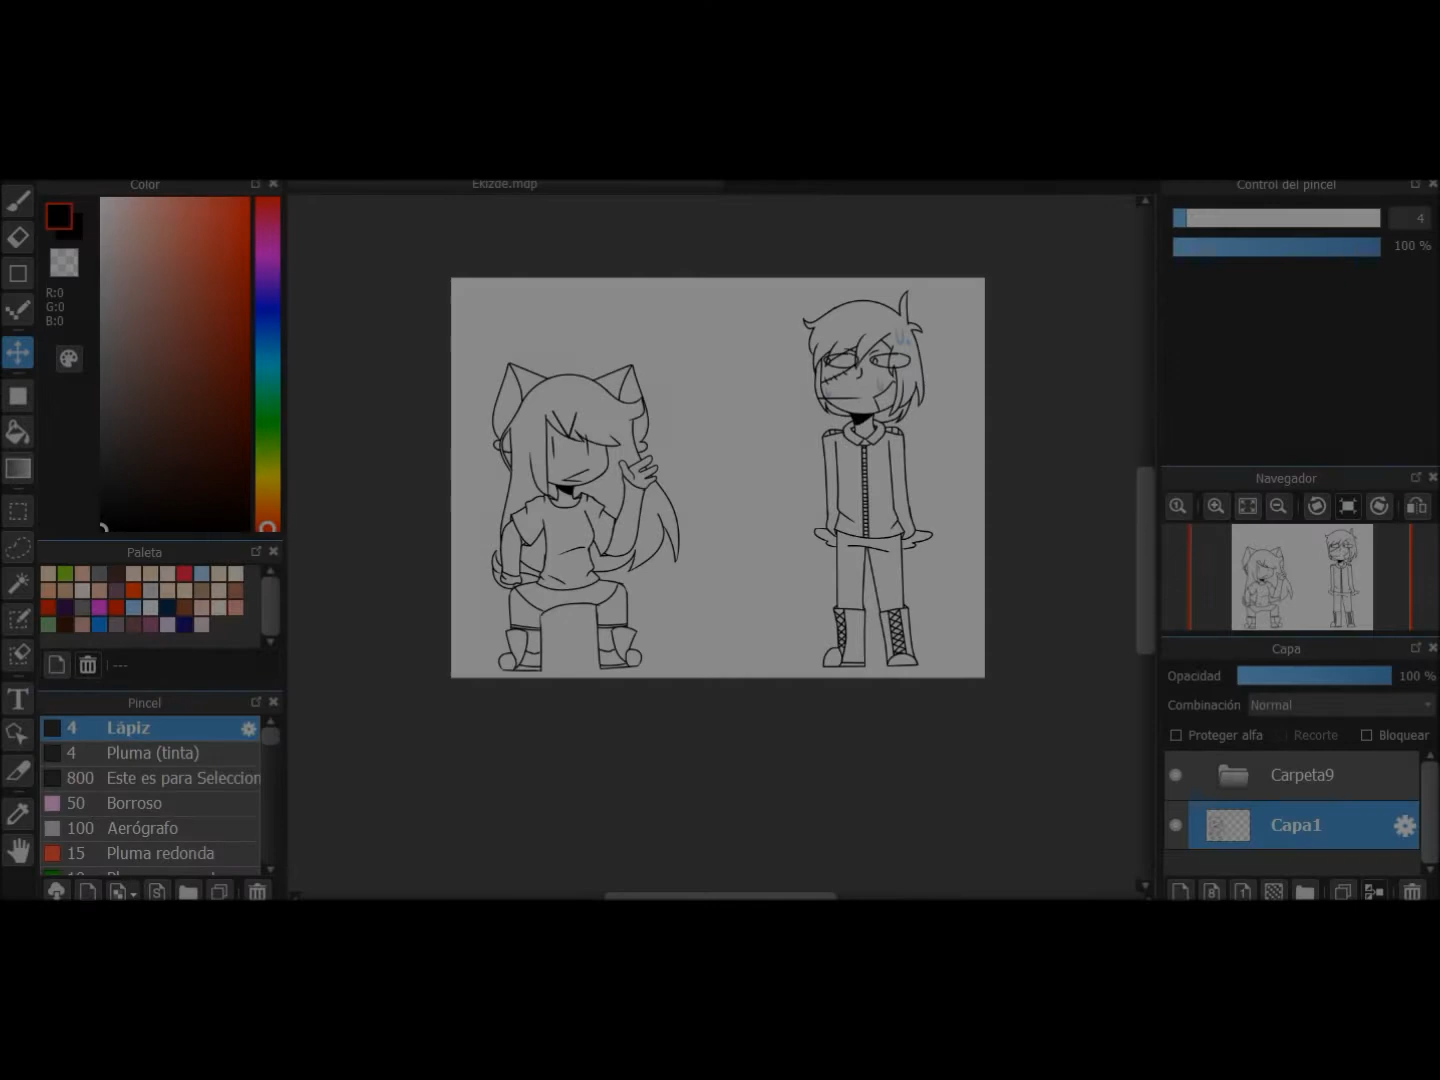 Color
Ekizde.mdp
Control del pincel
4
100 %
R:0
G:0
B:0
Navegador
Paleta
---
Capa
Opacidad
100 %
Combinación
Normal
Proteger alfa
Recorte
Bloquear
Pincel
4 Lápiz
4 Pluma (tinta)
800 Este es para Seleccion
50 Borroso
100 Aerógrafo
15 Pluma redonda
Carpeta9
Capa1